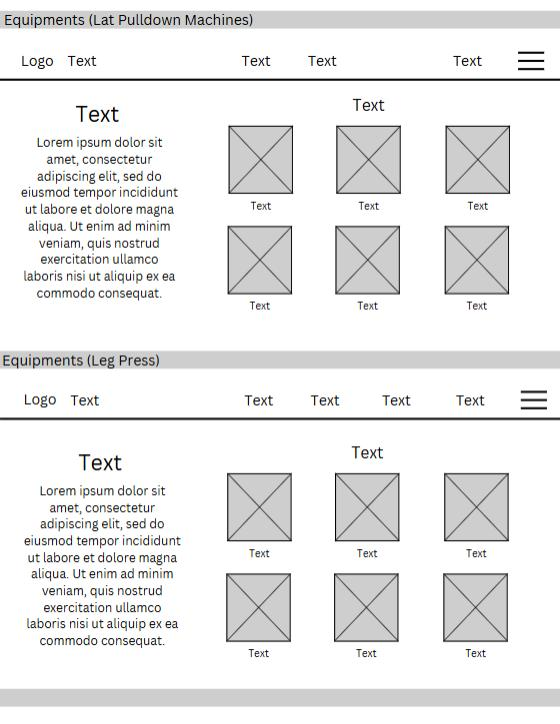 Equipments (Lat Pulldown Machines)
Logo Text Text Text Text
Text
Lorem ipsum dolor sit
amet, consectetur
adipiscing elit, sed do
eiusmod tempor incididunt
ut labore et dolore magna
aliqua. Ut enim ad minim
veniam, quis nostrud
exercitation ullamco
laboris nisi ut aliquip ex ea
commodo consequat.
Text
Text Text Text
Text Text Text
Equipments (Leg Press)
Logo Text Text Text Text Text
Text
Lorem ipsum dolor sit
amet, consectetur
adipiscing elit, sed do
eiusmod tempor incididunt
ut labore et dolore magna
aliqua. Ut enim ad minim
veniam, quis nostrud
exercitation ullamco
laboris nisi ut aliquip ex ea
commodo consequat.
Text
Text Text Text
Text Text Text